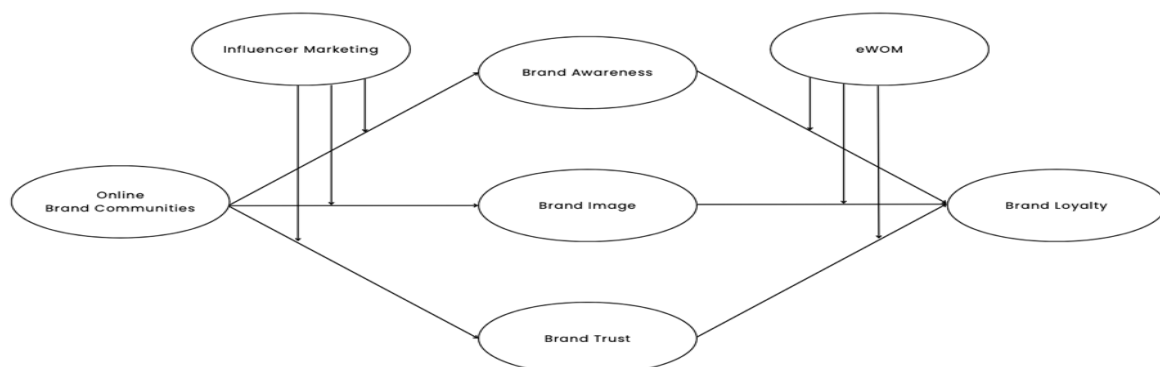 Influencer Marketing
eWOM
Brand Awareness
Online
Brand Communities
Brand Image
Brand Loyalty
Brand Trust